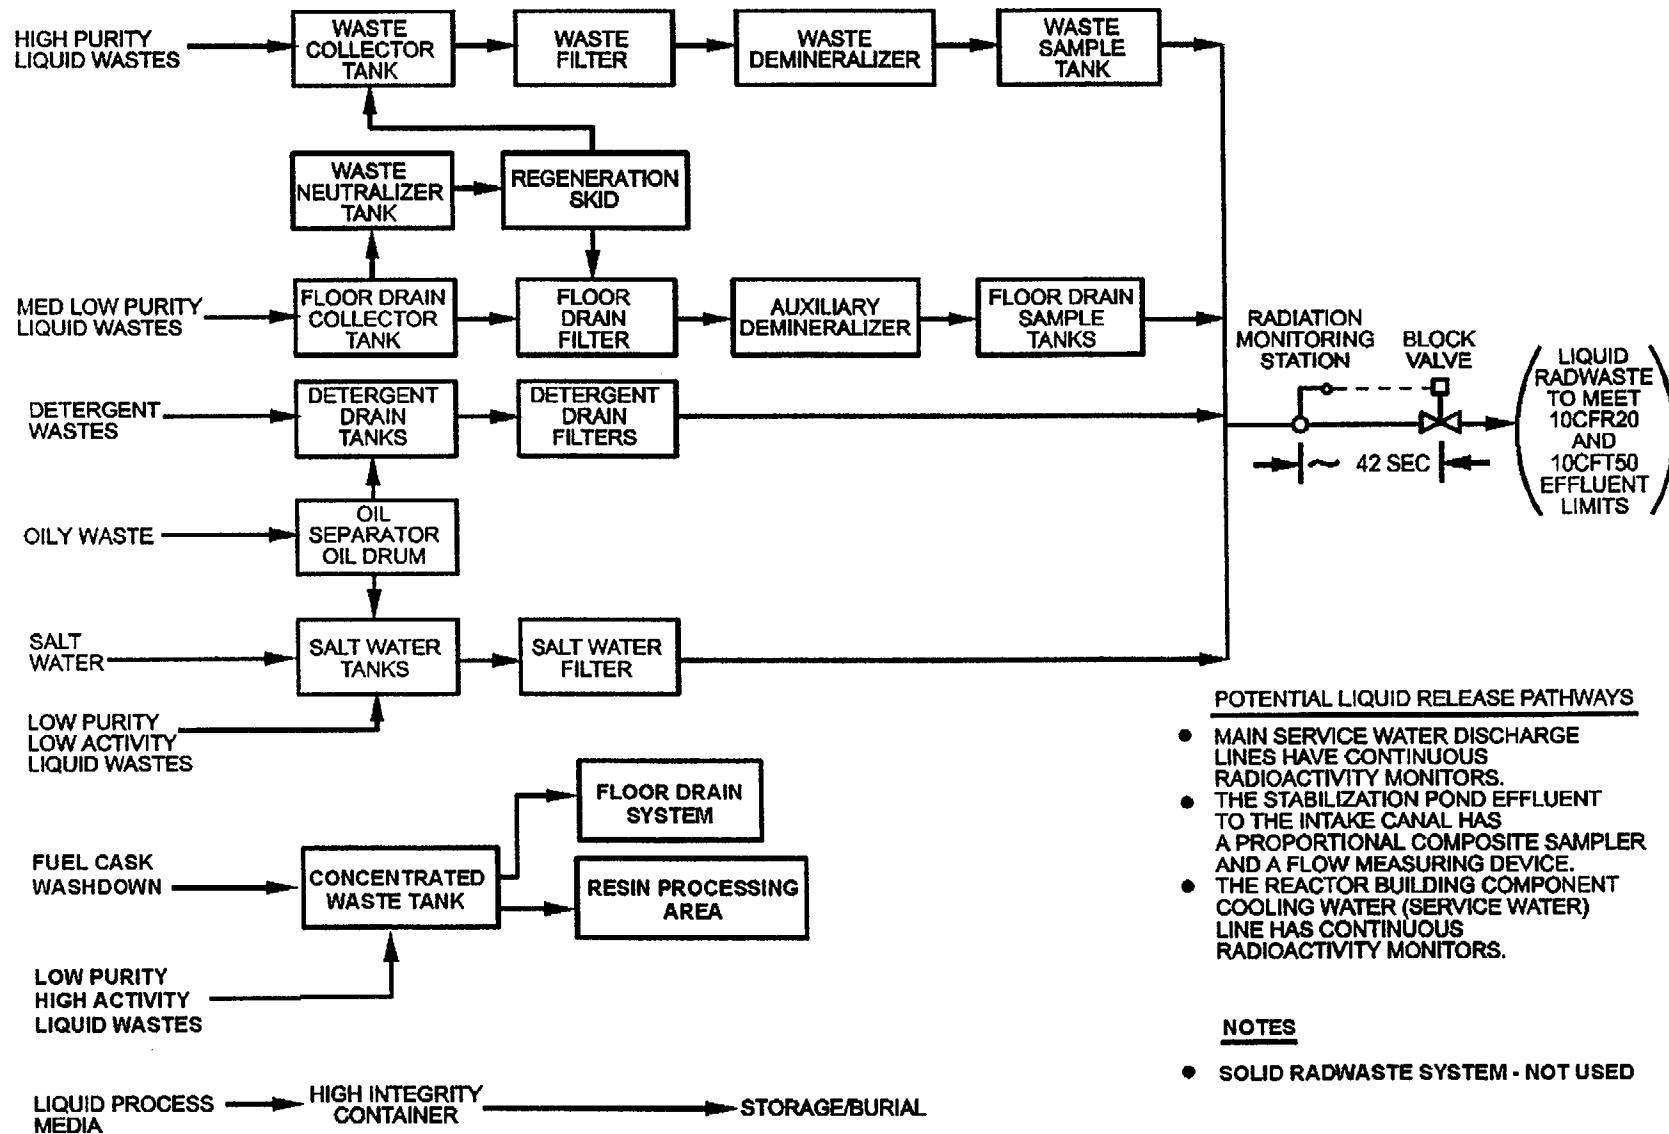 HIGH PURITY
LIQUID WASTES
WASTE
COLLECTOR
TANK
WASTE
FILTER
WASTE
DEMINERALIZER
WASTE
SAMPLE
TANK
WASTE
NEUTRALIZER
TANK
REGENERATION
SKID
MED LOW PURITY
LIQUID WASTES
FLOOR DRAIN
COLLECTOR
TANK
FLOOR
DRAIN
FILTER
AUXILIARY
DEMINERALIZER
FLOOR DRAIN
SAMPLE
TANKS
RADIATION
MONITORING
STATION
BLOCK
VALVE
~ 42 SEC
LIQUID
RADWASTE
TO MEET
10CFR20
AND
10CFT50
EFFLUENT
LIMITS
DETERGENT
WASTES
DETERGENT
DRAIN
TANKS
DETERGENT
DRAIN
FILTERS
OILY WASTE
OIL
SEPARATOR
OIL DRUM
SALT
WATER
SALT WATER
TANKS
SALT WATER
FILTER
LOW PURITY
LOW ACTIVITY
LIQUID WASTES
FUEL CASK
WASHDOWN
CONCENTRATED
WASTE TANK
FLOOR DRAIN
SYSTEM
RESIN PROCESSING
AREA
LOW PURITY
HIGH ACTIVITY
LIQUID WASTES
LIQUID PROCESS
MEDIA
HIGH INTEGRITY
CONTAINER
STORAGE/BURIAL
POTENTIAL LIQUID RELEASE PATHWAYS
● MAIN SERVICE WATER DISCHARGE
LINES HAVE CONTINUOUS
RADIOACTIVITY MONITORS.
● THE STABILIZATION POND EFFLUENT
TO THE INTAKE CANAL HAS
A PROPORTIONAL COMPOSITE SAMPLER
AND A FLOW MEASURING DEVICE.
● THE REACTOR BUILDING COMPONENT
COOLING WATER (SERVICE WATER)
LINE HAS CONTINUOUS
RADIOACTIVITY MONITORS.
NOTES
● SOLID RADWASTE SYSTEM - NOT USED